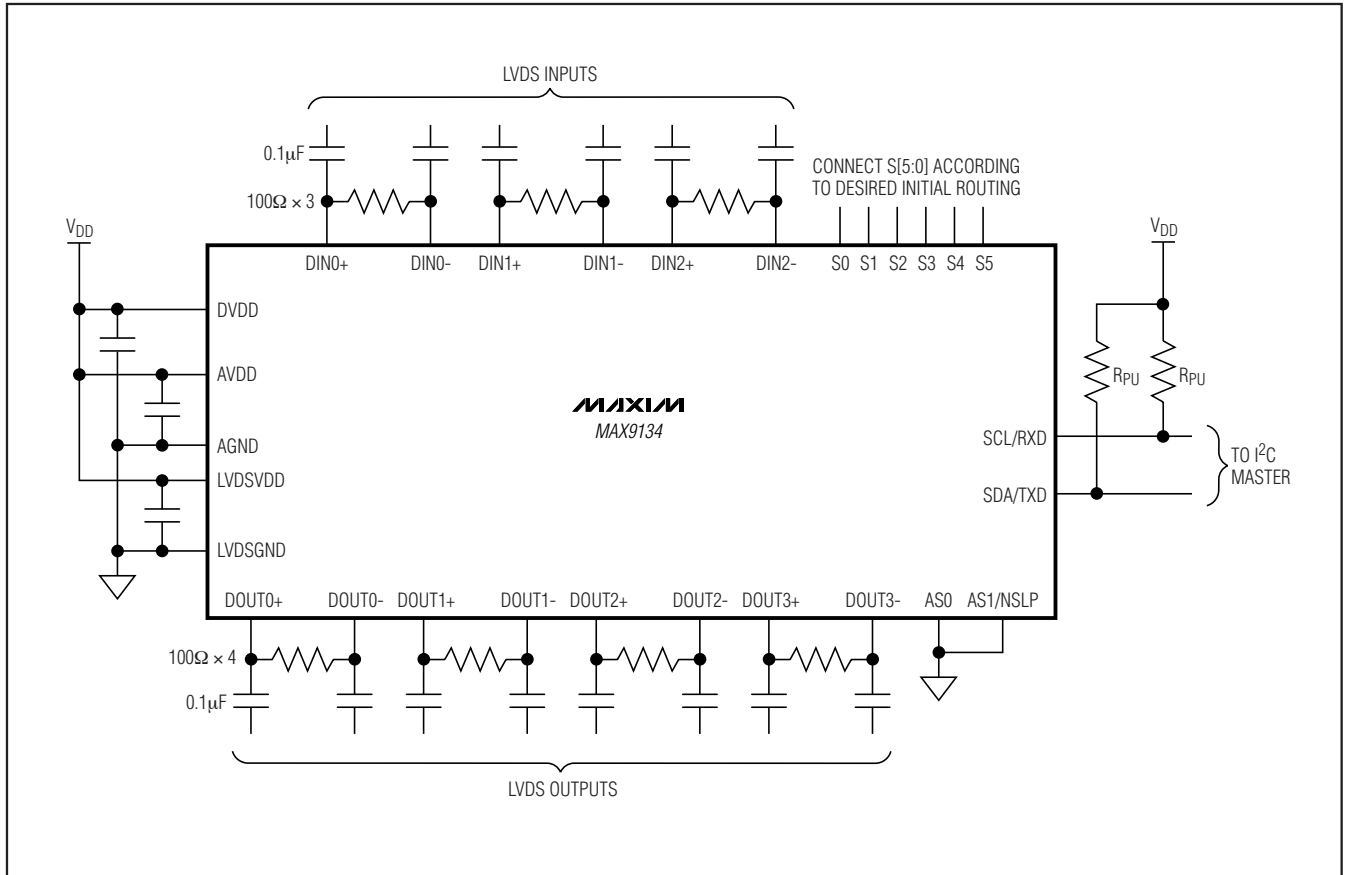 LVDS INPUTS
0.1µF
100Ω × 3
CONNECT S[5:0] ACCORDING
TO DESIRED INITIAL ROUTING
VDD
VDD
DIN0+ DIN0- DIN1+ DIN1- DIN2+ DIN2- S0 S1 S2 S3 S4 S5
DVDD
AVDD
AGND
LVDSVDD
LVDSGND
MAXIM
MAX9134
RPU
RPU
SCL/RXD
SDA/TXD
TO I²C
MASTER
DOUT0+ DOUT0- DOUT1+ DOUT1- DOUT2+ DOUT2- DOUT3+ DOUT3- AS0 AS1/NSLP
100Ω × 4
0.1µF
LVDS OUTPUTS